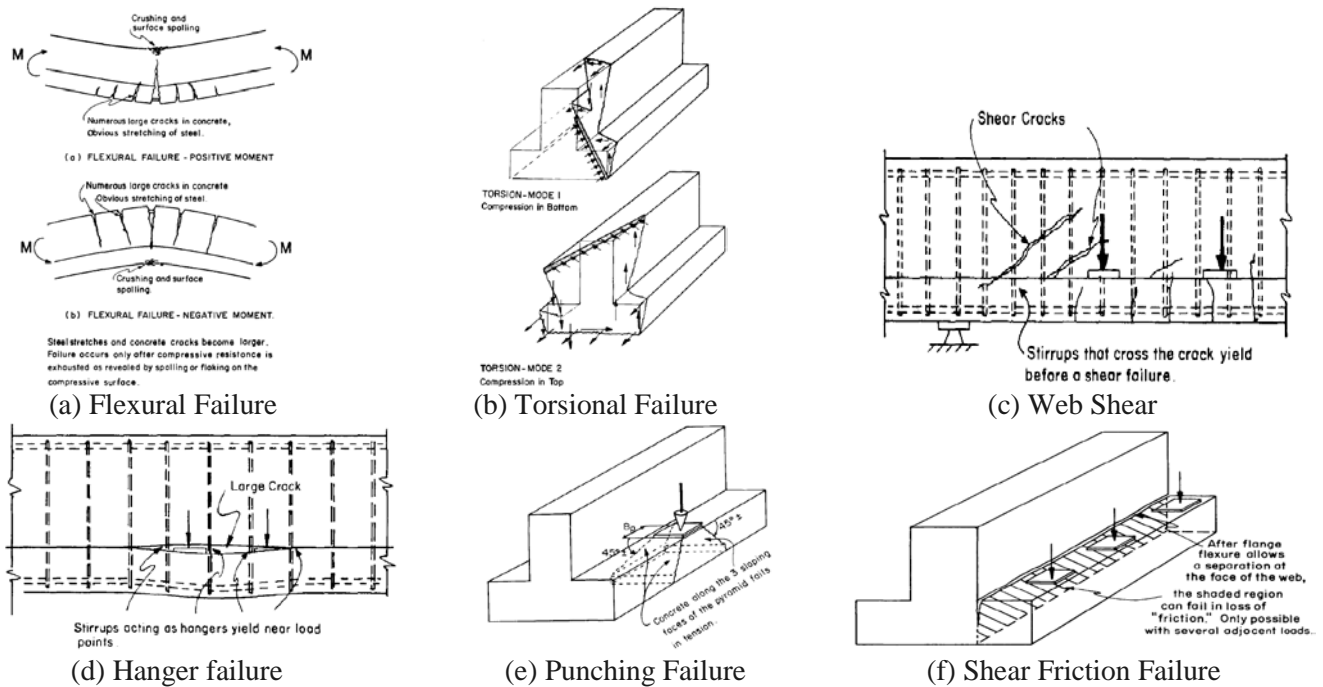 Crushing and
surface spalling
M
M
Numerous large cracks in concrete,
Obvious stretching of steel.
(a) FLEXURAL FAILURE - POSITIVE MOMENT
Numerous large cracks in concrete
Obvious stretching of steel.
M
M
Crushing and surface
spalling.
(b) FLEXURAL FAILURE - NEGATIVE MOMENT.
Steel stretches and concrete cracks become larger.
Failure occurs only after compressive resistance is
exhausted as revealed by spalling or flaking on the
compressive surface.
(a) Flexural Failure
TORSION-MODE 1
Compression in Bottom
TORSION-MODE 2
Compression in Top
(b) Torsional Failure
Shear Cracks
Stirrups that cross the crack yield
before a shear failure.
(c) Web Shear
Large Crack
Stirrups acting as hangers yield near load
points.
(d) Hanger failure
45°±
45°±
Concrete along the 3 sloping
faces of the pyramid fails
in tension.
(e) Punching Failure
After flange
flexure allows
a separation at
the face of the web,
the shaded region
can fail in loss of
"friction." Only possible
with several adjacent loads.
(f) Shear Friction Failure